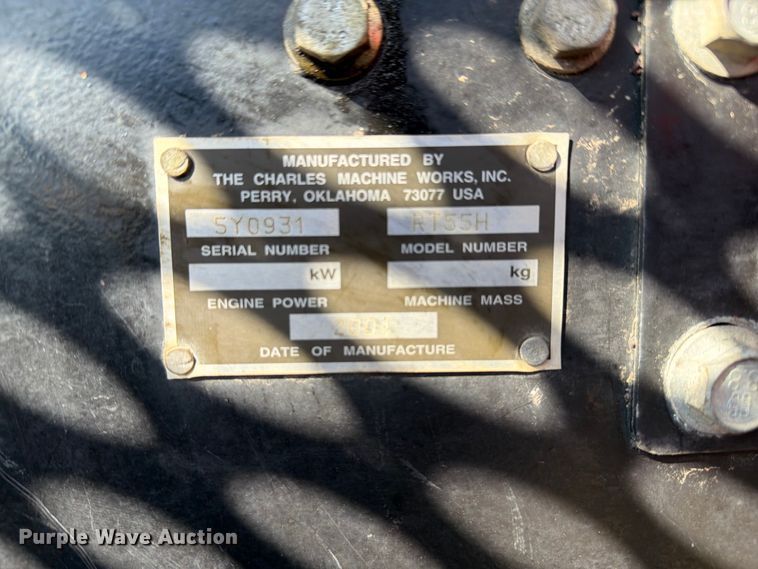 MANUFACTURED BY
THE CHARLES MACHINE WORKS, INC.
PERRY, OKLAHOMA 73077 USA
5Y0931 RT55H
SERIAL NUMBER MODEL NUMBER
kW kg
ENGINE POWER MACHINE MASS
DATE OF MANUFACTURE
Purple Wave Auction